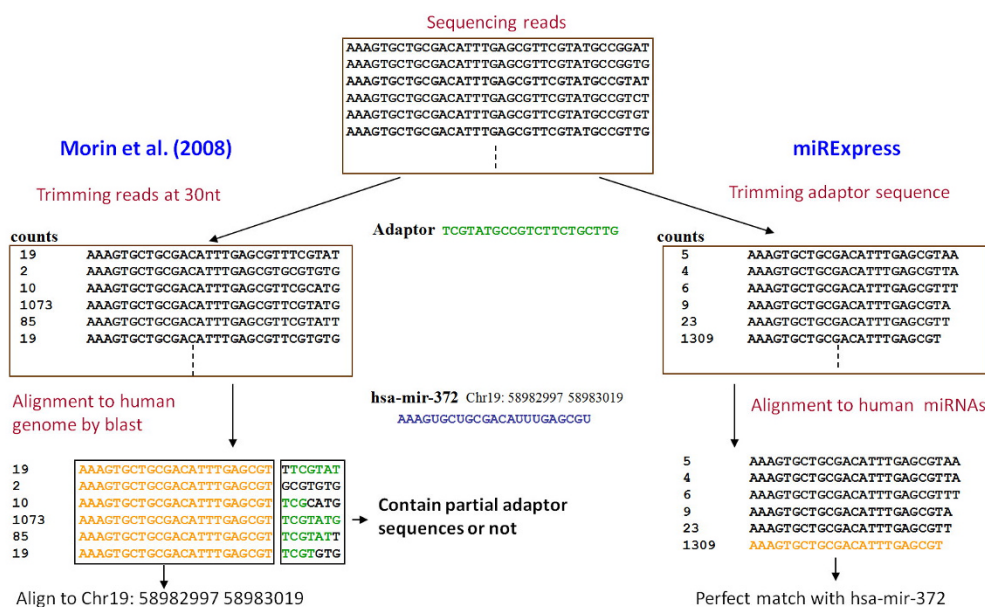 Sequencing reads
AAAGTGCTGCGACATTTGAGCGTTCGTATGCCGGAT
AAAGTGCTGCGACATTTGAGCGTTCGTATGCCGGTG
AAAGTGCTGCGACATTTGAGCGTTCGTATGCCGTAT
AAAGTGCTGCGACATTTGAGCGTTCGTATGCCGTCT
AAAGTGCTGCGACATTTGAGCGTTCGTATGCCGTGT
AAAGTGCTGCGACATTTGAGCGTTCGTATGCCGTTG
Morin et al. (2008)
miRExpress
Trimming reads at 30nt
Trimming adaptor sequence
Adaptor TCGTATGCCGTCTTCTGCTTG
counts
19 AAAGTGCTGCGACATTTGAGCGTTTCGTAT
2 AAAGTGCTGCGACATTTGAGCGTGCGTGTG
10 AAAGTGCTGCGACATTTGAGCGTTCGCATG
1073 AAAGTGCTGCGACATTTGAGCGTTCGTATG
85 AAAGTGCTGCGACATTTGAGCGTTCGTATT
19 AAAGTGCTGCGACATTTGAGCGTTCGTGTG
counts
5 AAAGTGCTGCGACATTTGAGCGTAA
4 AAAGTGCTGCGACATTTGAGCGTTA
6 AAAGTGCTGCGACATTTGAGCGTTT
9 AAAGTGCTGCGACATTTGAGCGTA
23 AAAGTGCTGCGACATTTGAGCGTT
1309 AAAGTGCTGCGACATTTGAGCGT
Alignment to human
genome by blast
hsa-mir-372 Chr19: 58982997 58983019
AAAGUGCUGCGACAUUUGAGCGU
Alignment to human miRNAs
19 AAAGTGCTGCGACATTTGAGCGT TTCGTAT
2 AAAGTGCTGCGACATTTGAGCGT GCGTGTG
10 AAAGTGCTGCGACATTTGAGCGT TCGCATG
1073 AAAGTGCTGCGACATTTGAGCGT TCGTATG
85 AAAGTGCTGCGACATTTGAGCGT TCGTATT
19 AAAGTGCTGCGACATTTGAGCGT TCGTGTG
Contain partial adaptor
sequences or not
5 AAAGTGCTGCGACATTTGAGCGTAA
4 AAAGTGCTGCGACATTTGAGCGTTA
6 AAAGTGCTGCGACATTTGAGCGTTT
9 AAAGTGCTGCGACATTTGAGCGTA
23 AAAGTGCTGCGACATTTGAGCGTT
1309 AAAGTGCTGCGACATTTGAGCGT
Align to Chr19: 58982997 58983019
Perfect match with hsa-mir-372